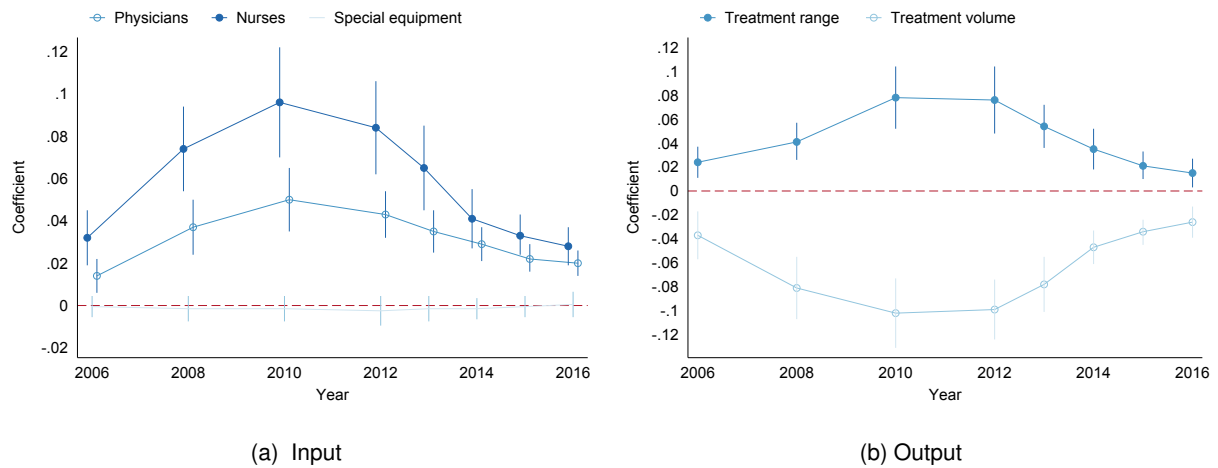 Physicians Nurses Special equipment
.12
.1
.08
.06
.04
.02
0
-.02
Coefficient
2006 2008 2010 2012 2014 2016
Year
(a) Input
Treatment range Treatment volume
.12
.1
.08
.06
.04
.02
0
-.02
-.04
-.06
-.08
-.1
-.12
Coefficient
2006 2008 2010 2012 2014 2016
Year
(b) Output